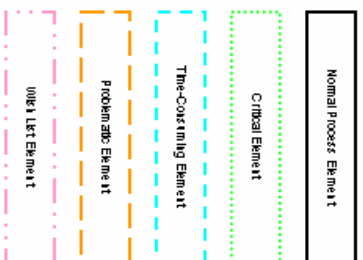 Wish List Element
Problematic Element
Time-Consuming Element
Critical Element
Normal Process Element